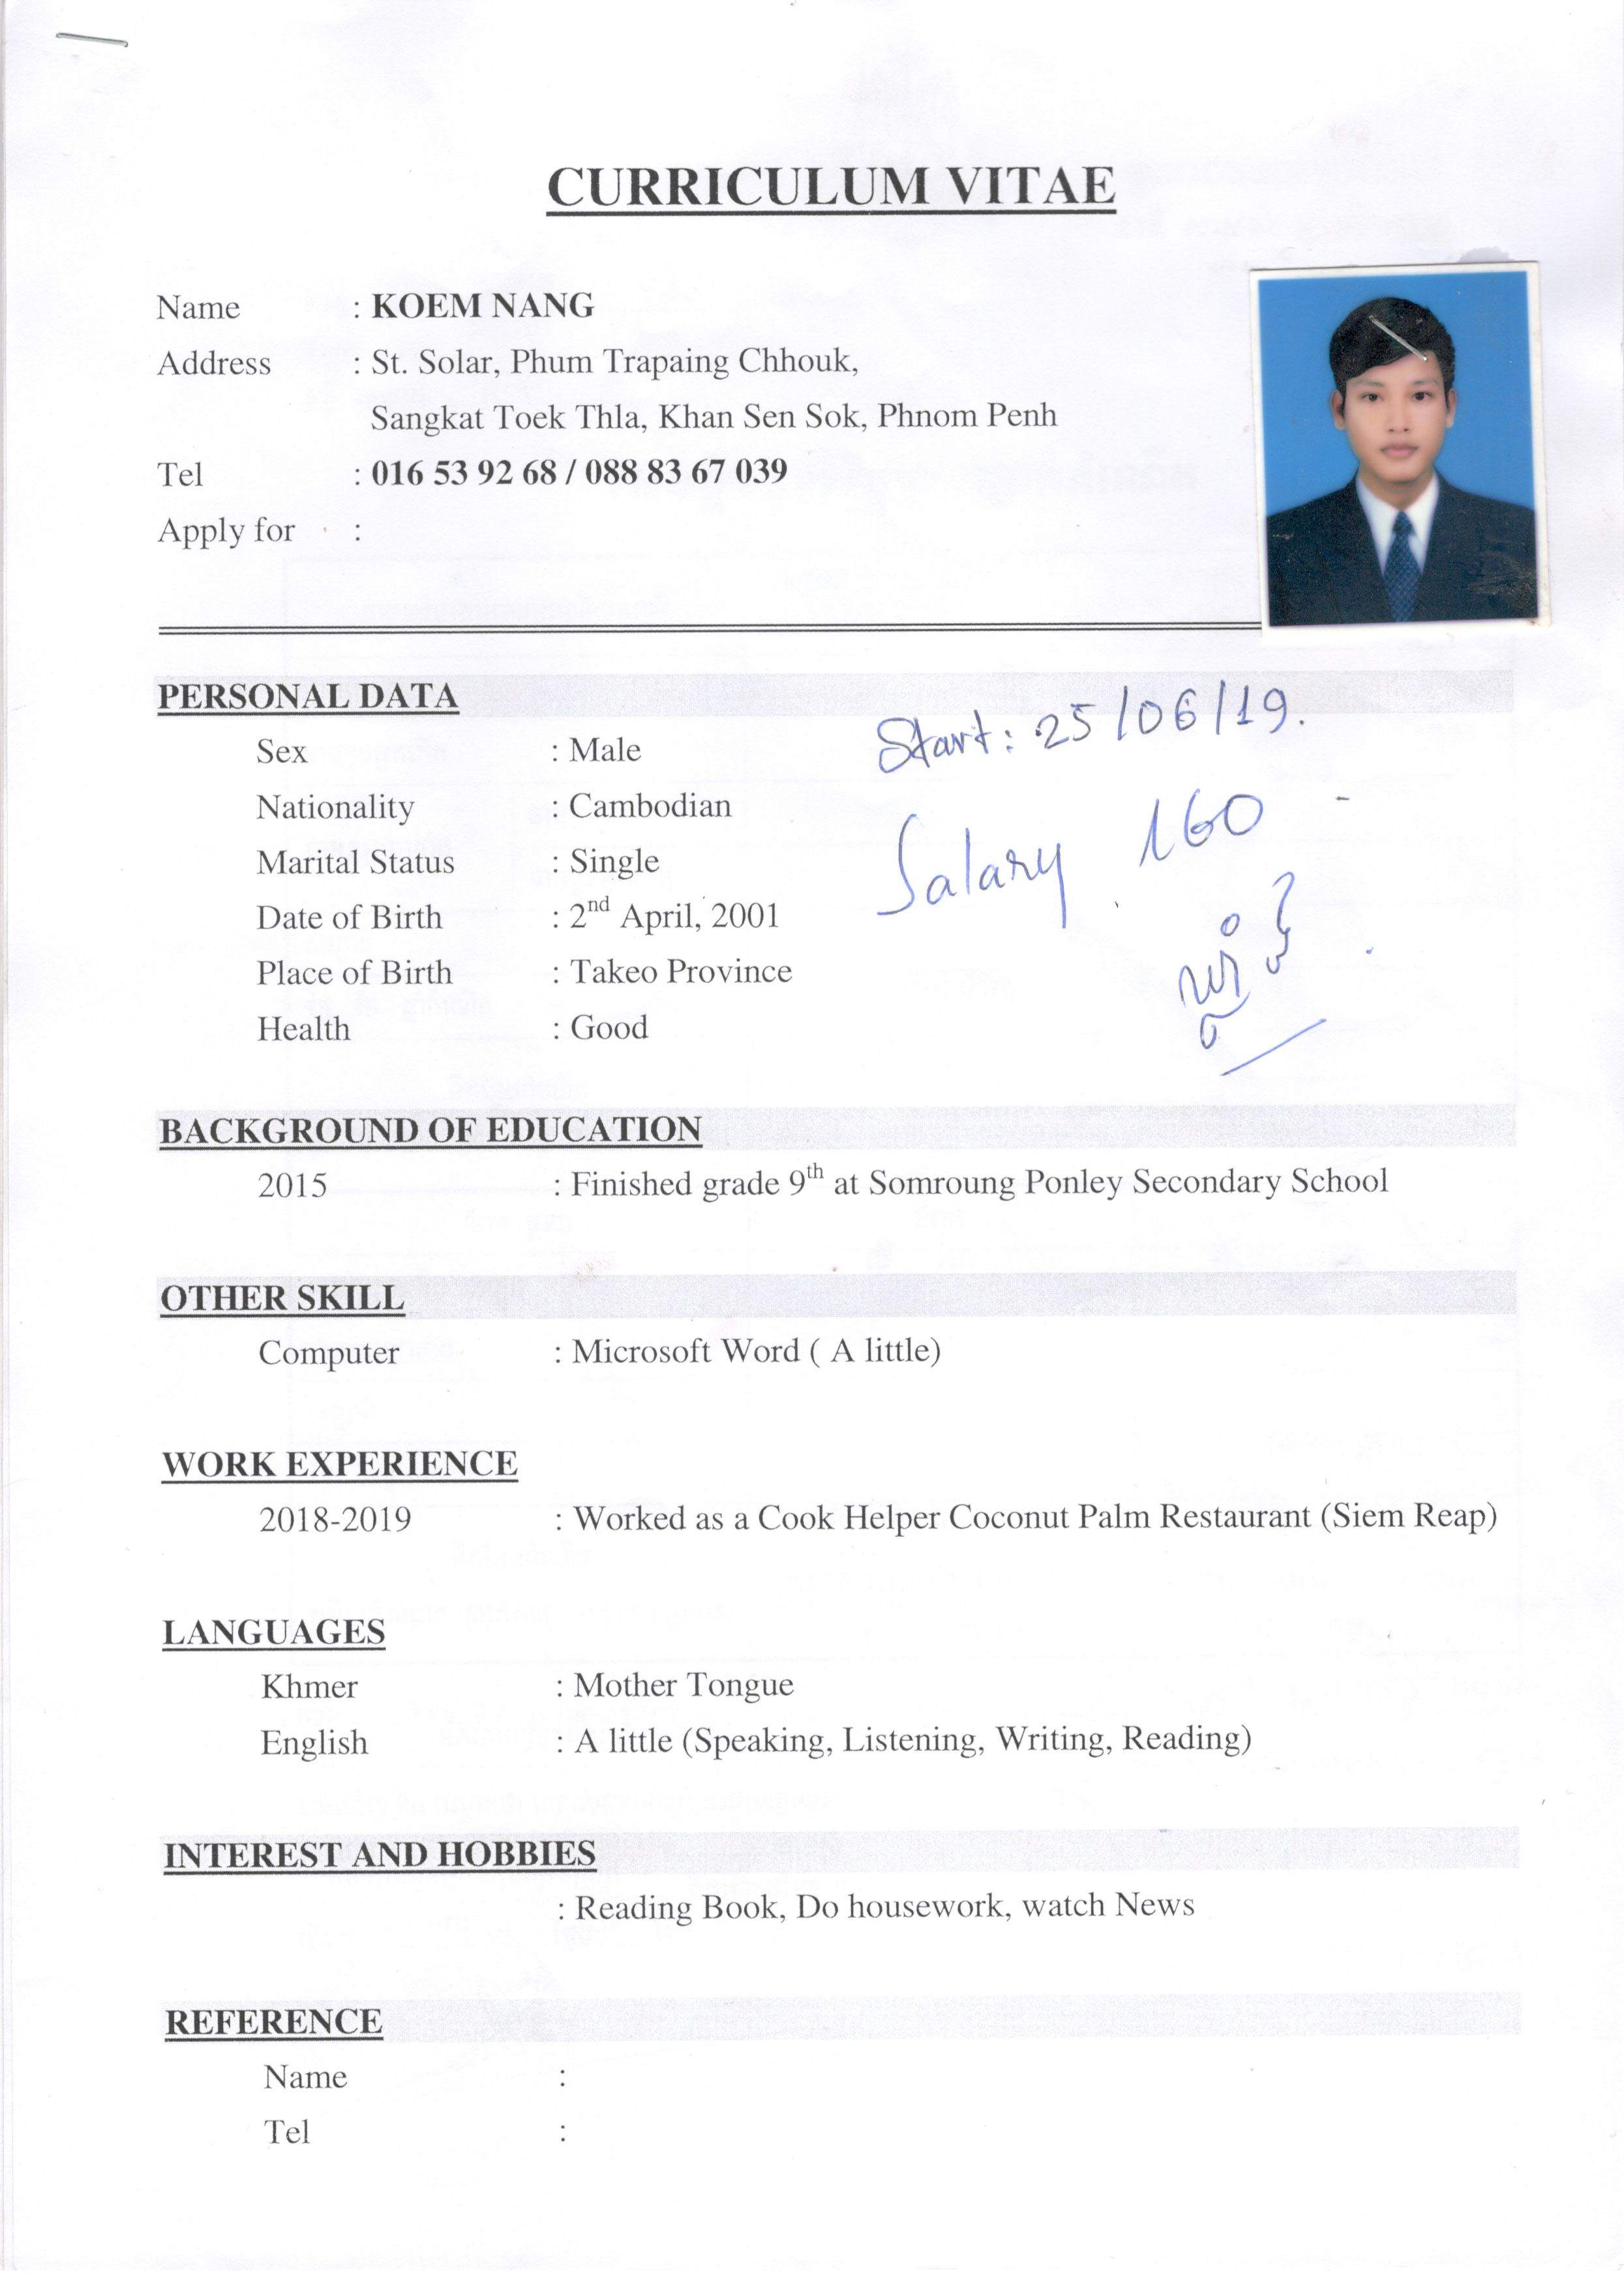 CURRICULUM VITAE
Name : KOEM NANG
Address : St. Solar, Phum Trapaing Chhouk,
Sangkat Toek Thla, Khan Sen Sok, Phnom Penh
Tel : 016 53 92 68 / 088 83 67 039
Apply for :
PERSONAL DATA
Start: 25/06/19.
Sex : Male
Nationality : Cambodian
Salary 160
Marital Status : Single
Date of Birth : 2nd April, 2001
Place of Birth : Takeo Province
Health : Good
BACKGROUND OF EDUCATION
2015 : Finished grade 9th at Somroung Ponley Secondary School
OTHER SKILL
Computer : Microsoft Word ( A little)
WORK EXPERIENCE
2018-2019 : Worked as a Cook Helper Coconut Palm Restaurant (Siem Reap)
LANGUAGES
Khmer : Mother Tongue
English : A little (Speaking, Listening, Writing, Reading)
INTEREST AND HOBBIES
: Reading Book, Do housework, watch News
REFERENCE
Name :
Tel :